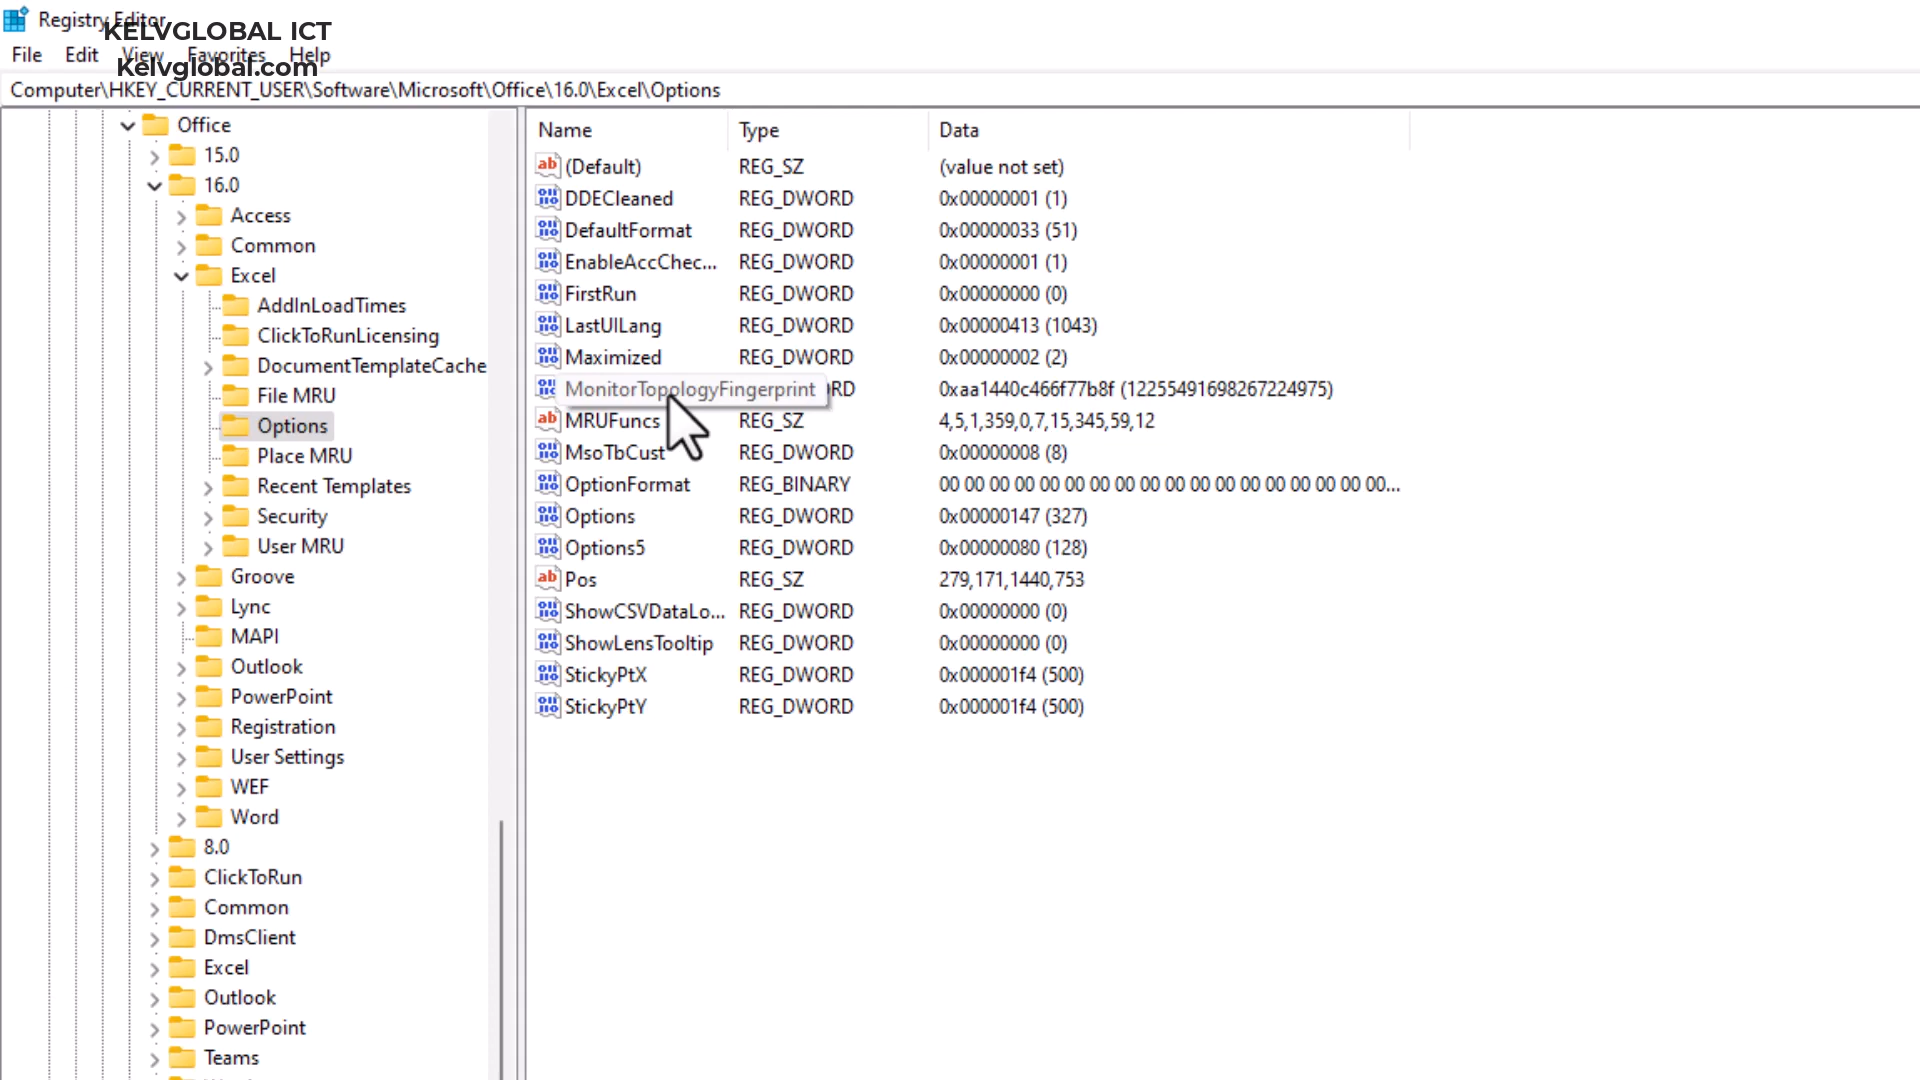 Registry Editor
KELVGLOBAL ICT
File Edit View Favorites Help
Kelvglobal.com
Computer\HKEY_CURRENT_USER\Software\Microsoft\Office\16.0\Excel\Options
Office
15.0
16.0
Access
Common
Excel
AddInLoadTimes
ClickToRunLicensing
DocumentTemplateCache
File MRU
Options
Place MRU
Recent Templates
Security
User MRU
Groove
Lync
MAPI
Outlook
PowerPoint
Registration
User Settings
WEF
Word
8.0
ClickToRun
Common
DmsClient
Excel
Outlook
PowerPoint
Teams
Name Type Data
(Default) REG_SZ (value not set)
DDECleaned REG_DWORD 0x00000001 (1)
DefaultFormat REG_DWORD 0x00000033 (51)
EnableAccChec... REG_DWORD 0x00000001 (1)
FirstRun REG_DWORD 0x00000000 (0)
LastUILang REG_DWORD 0x00000413 (1043)
Maximized REG_DWORD 0x00000002 (2)
MonitorTopologyFingerprint RD 0xaa1440c466f77b8f (12255491698267224975)
MRUFuncs REG_SZ 4,5,1,359,0,7,15,345,59,12
MsoTbCust REG_DWORD 0x00000008 (8)
OptionFormat REG_BINARY 00 00 00 00 00 00 00 00 00 00 00 00 00 00 00 00 00 00...
Options REG_DWORD 0x00000147 (327)
Options5 REG_DWORD 0x00000080 (128)
Pos REG_SZ 279,171,1440,753
ShowCSVDataLo... REG_DWORD 0x00000000 (0)
ShowLensTooltip REG_DWORD 0x00000000 (0)
StickyPtX REG_DWORD 0x000001f4 (500)
StickyPtY REG_DWORD 0x000001f4 (500)